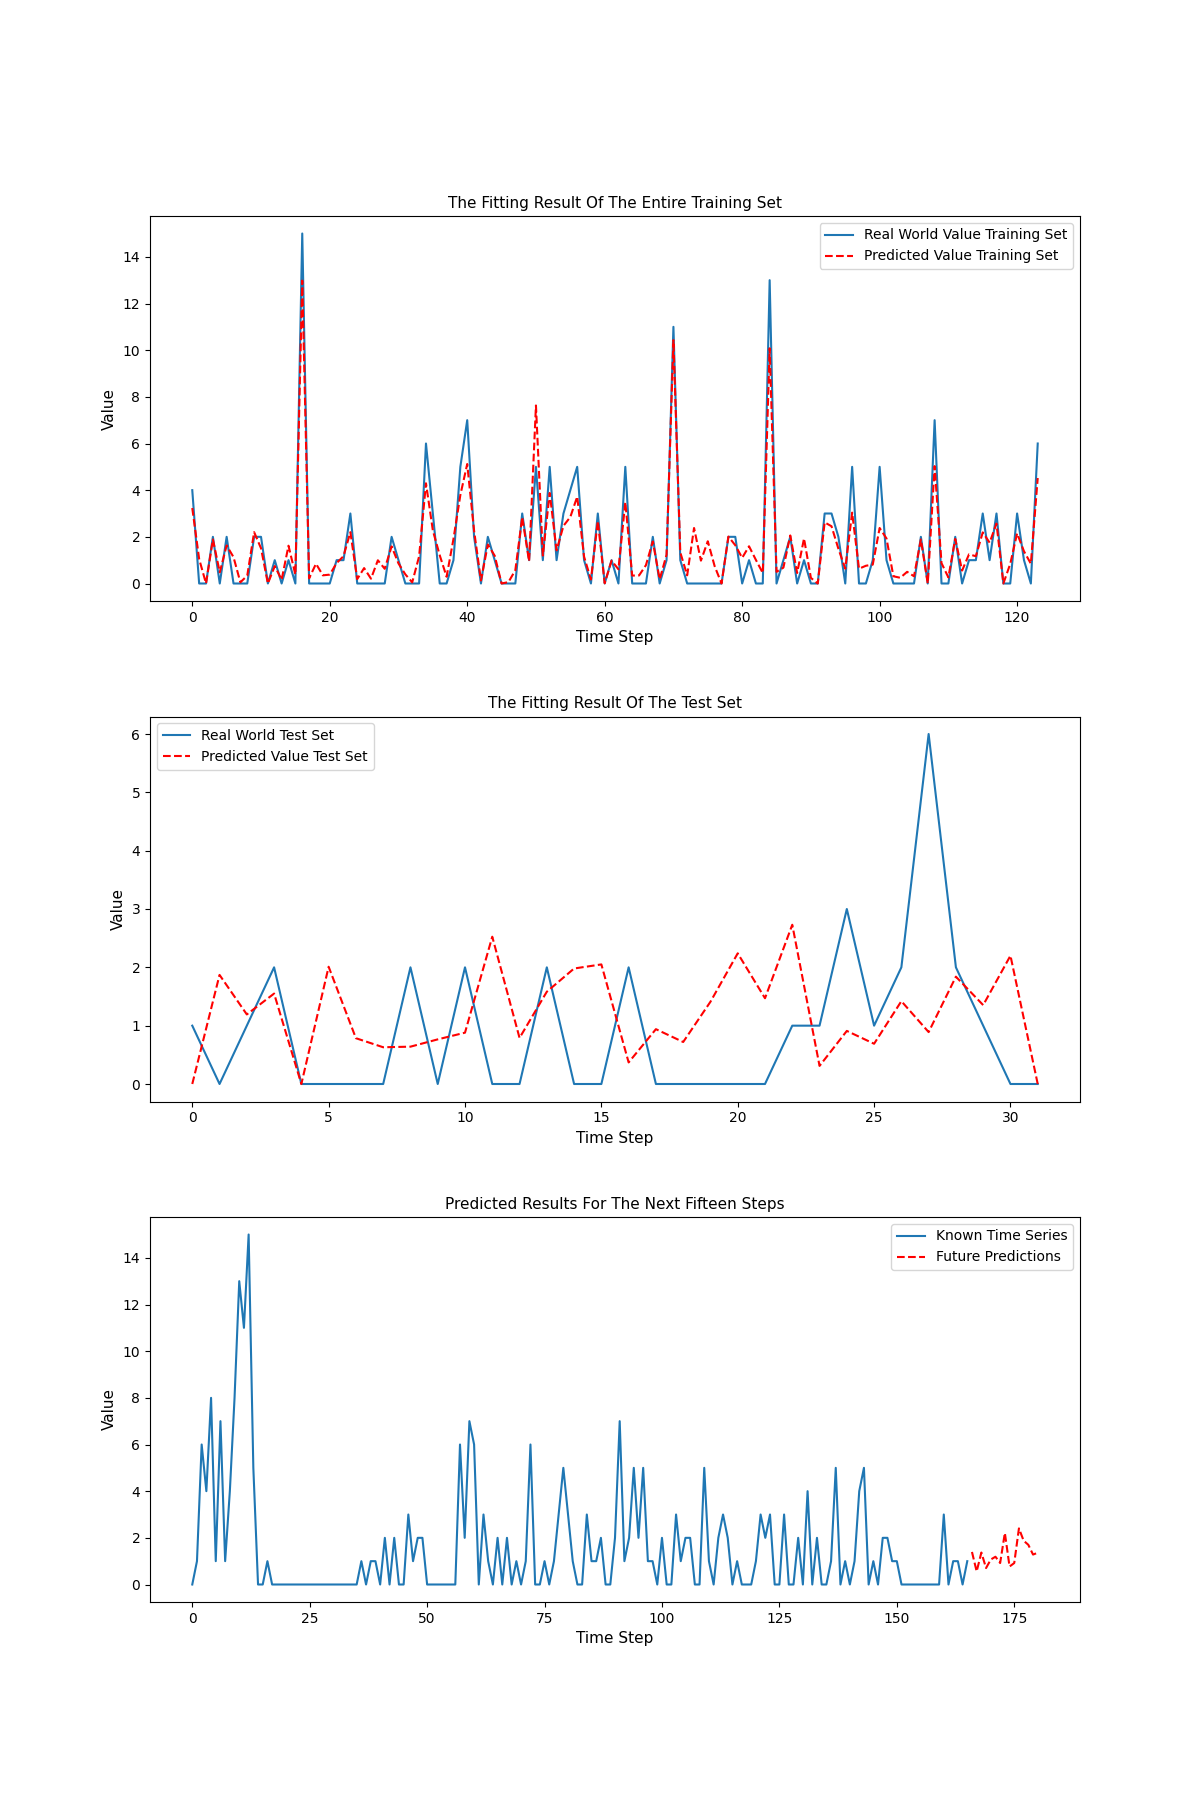 The Fitting Result Of The Entire Training Set
Real World Value Training Set
Predicted Value Training Set
Value
14
12
10
8
6
4
2
0
0 20 40 60 80 100 120
Time Step
The Fitting Result Of The Test Set
Real World Test Set
Predicted Value Test Set
Value
6
5
4
3
2
1
0
0 5 10 15 20 25 30
Time Step
Predicted Results For The Next Fifteen Steps
Known Time Series
Future Predictions
Value
14
12
10
8
6
4
2
0
0 25 50 75 100 125 150 175
Time Step